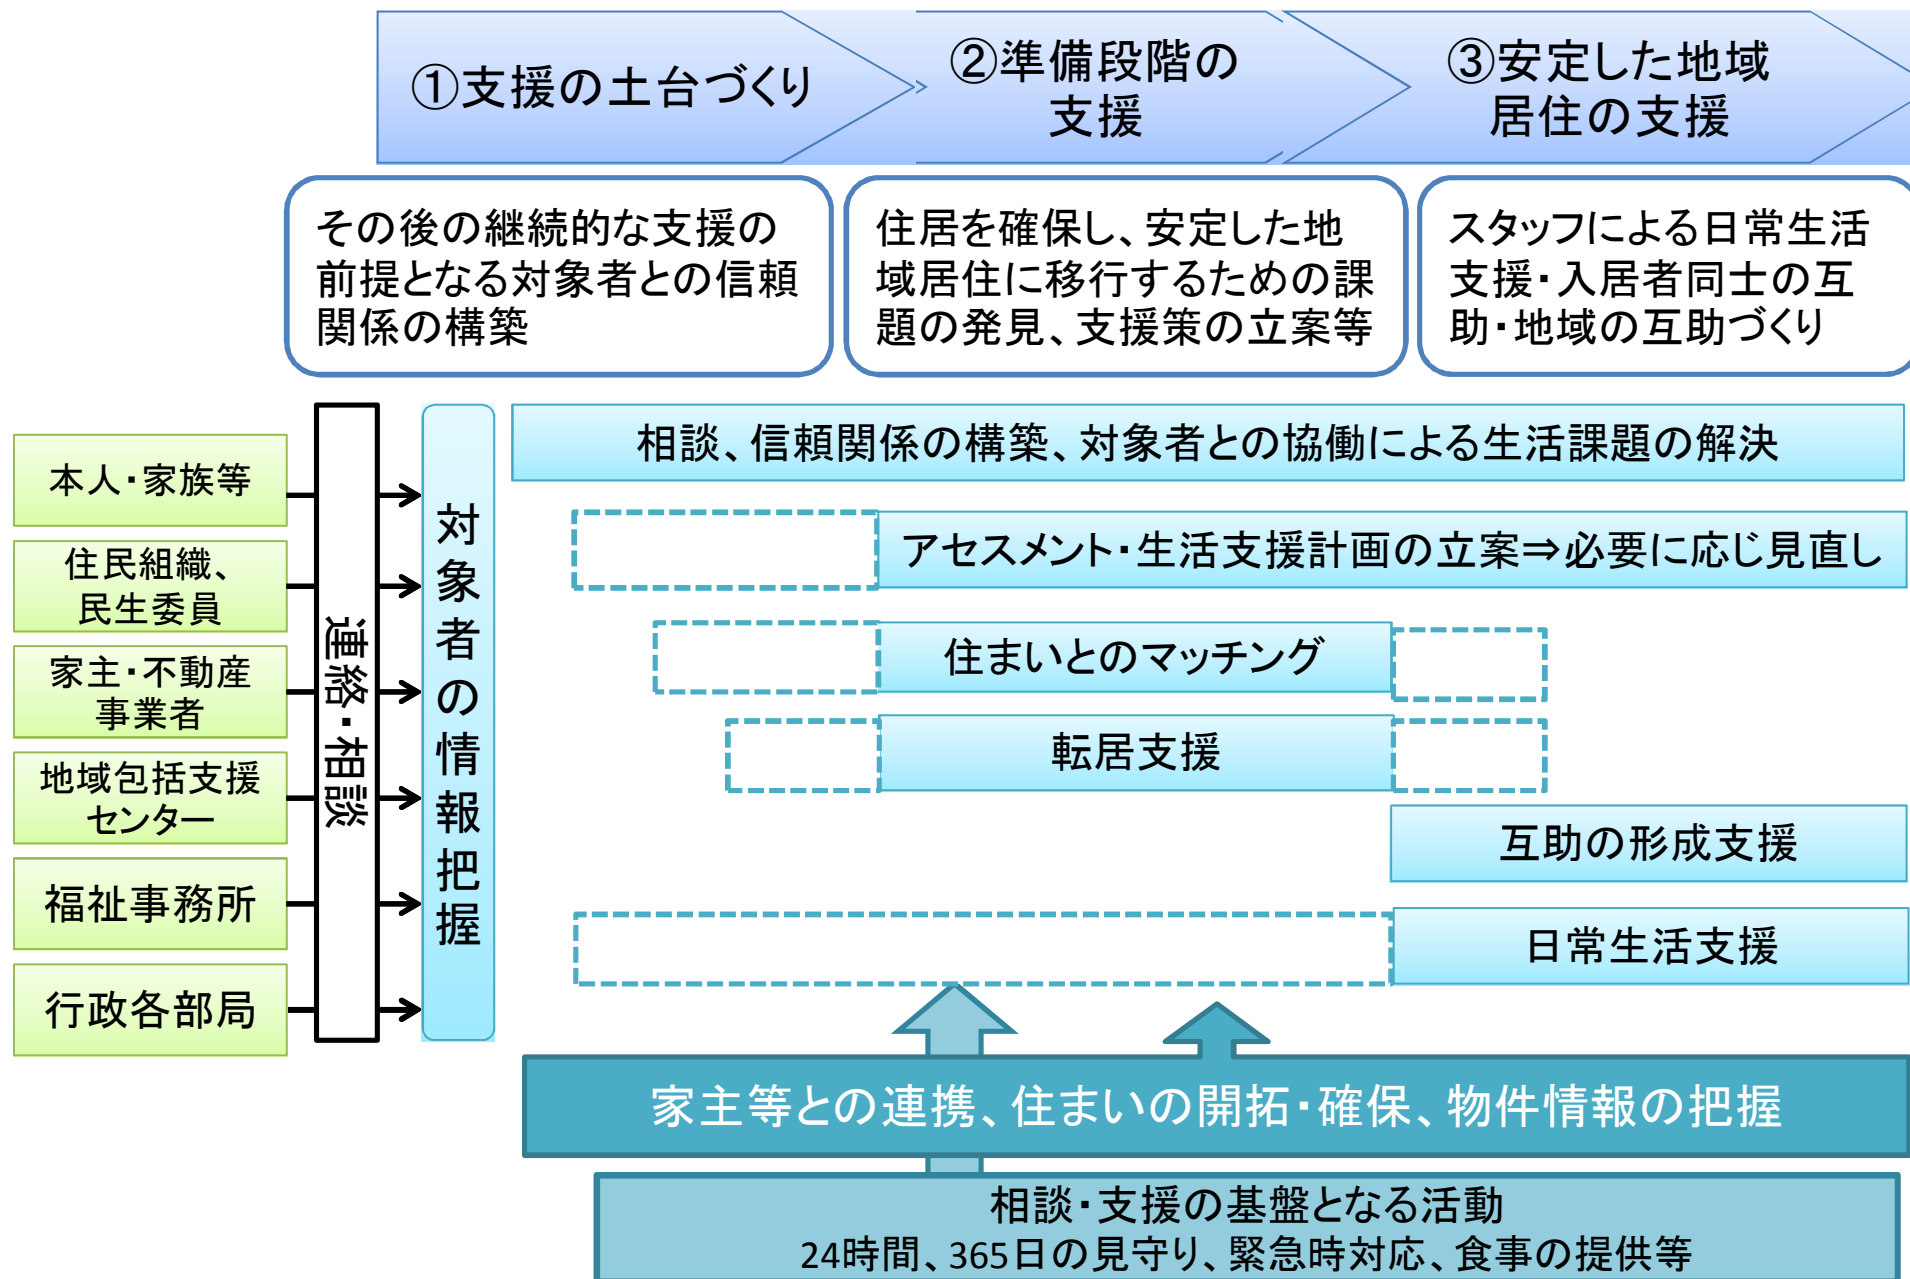 ①支援の土台づくり
②準備段階の
支援
③安定した地域
居住の支援
その後の継続的な支援の
前提となる対象者との信頼
関係の構築
住居を確保し、安定した地
域居住に移行するための課
題の発見、支援策の立案等
スタッフによる日常生活
支援・入居者同士の互
助・地域の互助づくり
本人・家族等
住民組織、
民生委員
家主・不動産
事業者
地域包括支援
センター
福祉事務所
行政各部局
連絡・相談
対象者の情報把握
相談、信頼関係の構築、対象者との協働による生活課題の解決
アセスメント・生活支援計画の立案⇒必要に応じ見直し
住まいとのマッチング
転居支援
互助の形成支援
日常生活支援
家主等との連携、住まいの開拓・確保、物件情報の把握
相談・支援の基盤となる活動
24時間、365日の見守り、緊急時対応、食事の提供等